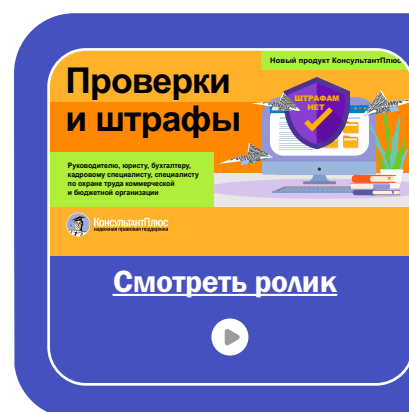 Новый продукт КонсультантПлюс
Проверки
и штрафы
ШТРАФАМ
НЕТ
Руководителю, юристу, бухгалтеру,
кадровому специалисту, специалисту
по охране труда коммерческой
и бюджетной организации
КонсультантПлюс
надежная правовая поддержка
Смотреть ролик